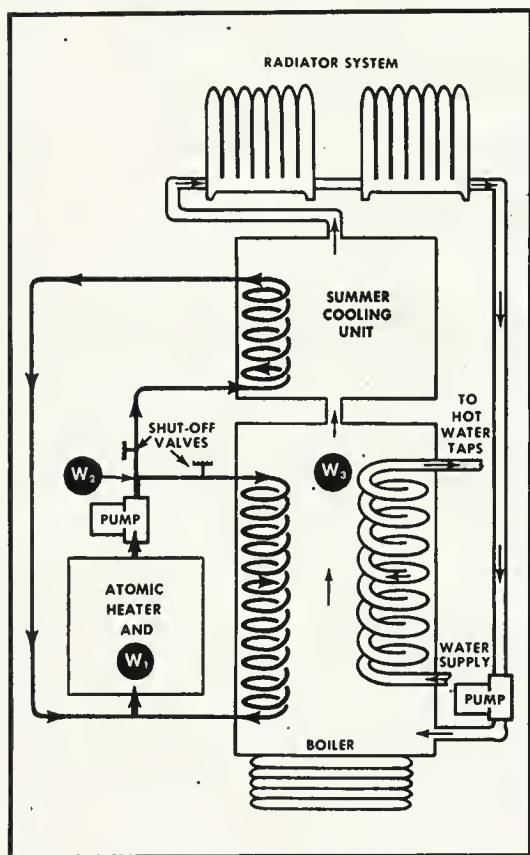 RADIATOR SYSTEM
SUMMER
COOLING
UNIT
TO
HOT
WATER
TAPS
SHUT-OFF
VALVES
W₂
W₃
PUMP
ATOMIC
HEATER
AND
W₁
WATER
SUPPLY
PUMP
BOILER